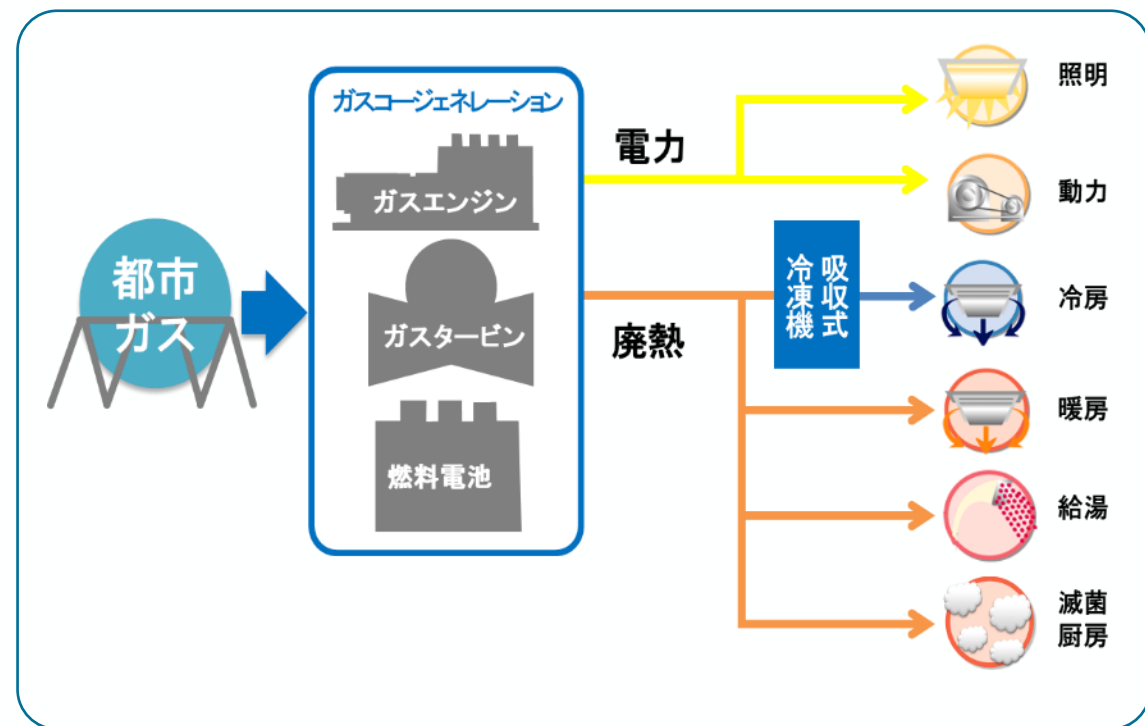 都市
ガス
ガスコージェネレーション
ガスエンジン
ガスタービン
燃料電池
電力
廃熱
吸収式
冷凍機
照明
動力
冷房
暖房
給湯
滅菌
厨房